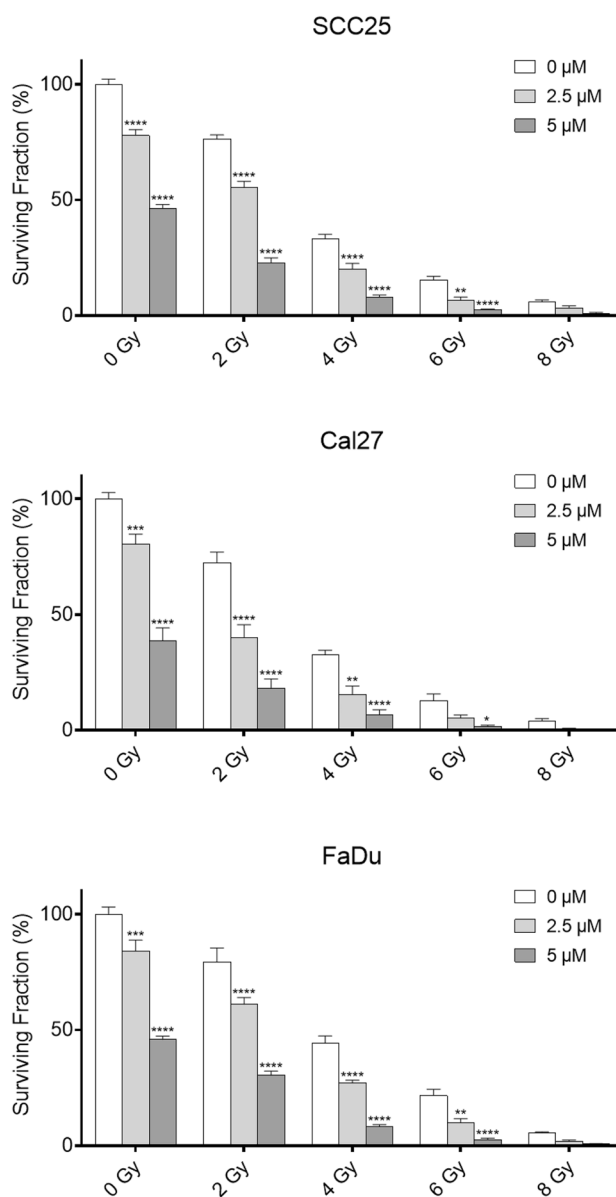 SCC25
0 µM
2.5 µM
5 µM
Surviving Fraction (%)
100
50
0
**** **** **** **** **** **** ** ****
0 Gy 2 Gy 4 Gy 6 Gy 8 Gy
Cal27
0 µM
2.5 µM
5 µM
Surviving Fraction (%)
100
50
0
*** **** **** **** ** **** *
0 Gy 2 Gy 4 Gy 6 Gy 8 Gy
FaDu
0 µM
2.5 µM
5 µM
Surviving Fraction (%)
100
50
0
*** **** **** **** **** **** ** ****
0 Gy 2 Gy 4 Gy 6 Gy 8 Gy